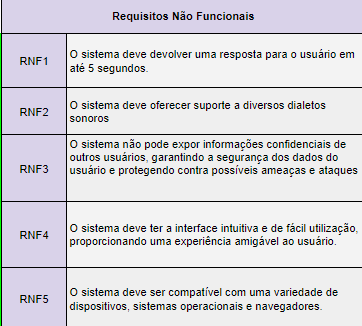 Requisitos Não Funcionais
RNF1
O sistema deve devolver uma resposta para o usuário em
até 5 segundos.
RNF2
O sistema deve oferecer suporte a diversos dialetos
sonoros
RNF3
O sistema não pode expor informações confidenciais de
outros usuários, garantindo a segurança dos dados do
usuário e protegendo contra possíveis ameaças e ataques
RNF4
O sistema deve ter a interface intuitiva e de fácil utilização,
proporcionando uma experiência amigável ao usuário.
RNF5
O sistema deve ser compatível com uma variedade de
dispositivos, sistemas operacionais e navegadores.